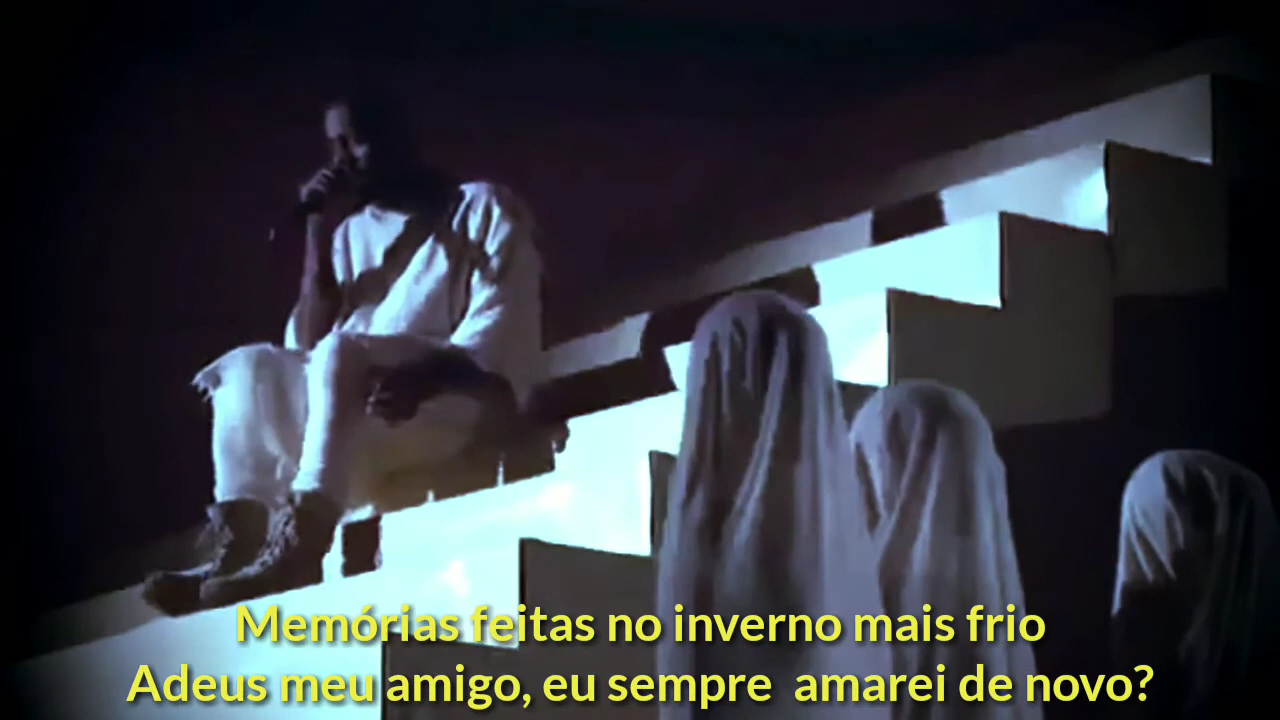 Memórias feitas no inverno mais frio
Adeus meu amigo, eu sempre amarei de novo?